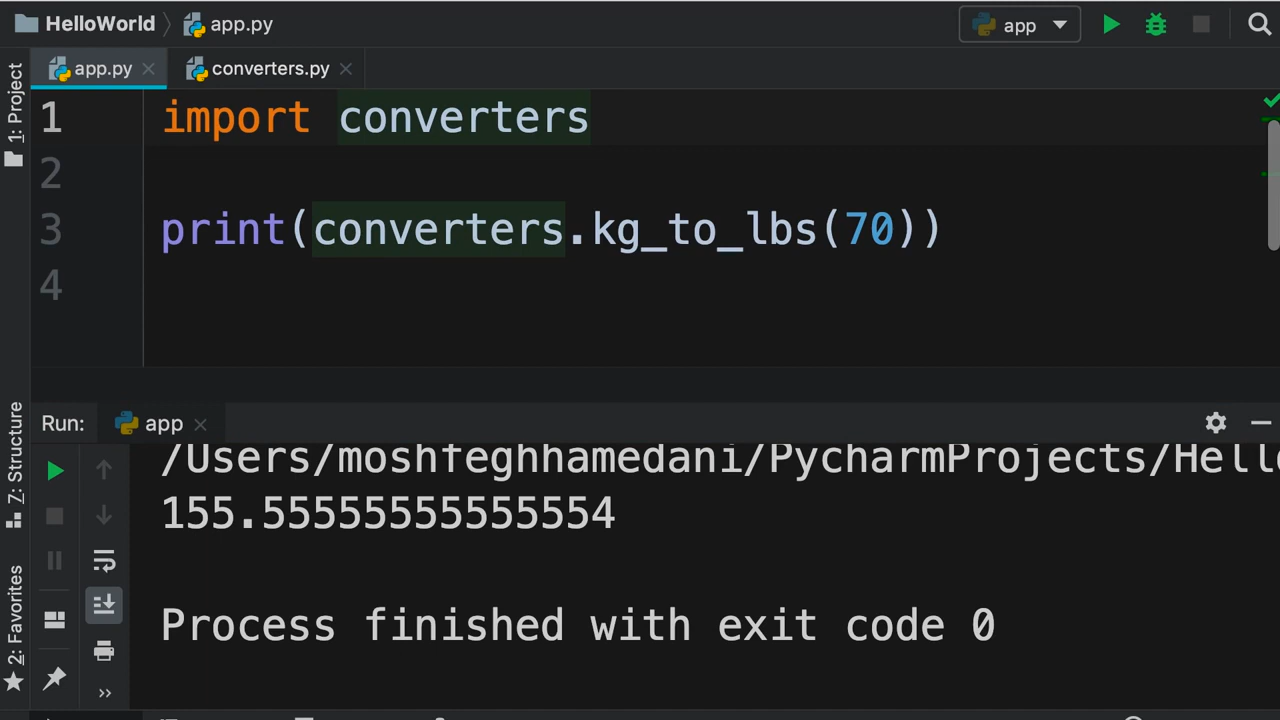 HelloWorld app.py
app
app.py converters.py
1: Project
1 import converters
2
3 print(converters.kg_to_lbs(70))
4
Run: app
7: Structure
/Users/moshfeghhamedani/PycharmProjects/Hello
155.55555555555554
Process finished with exit code 0
2: Favorites